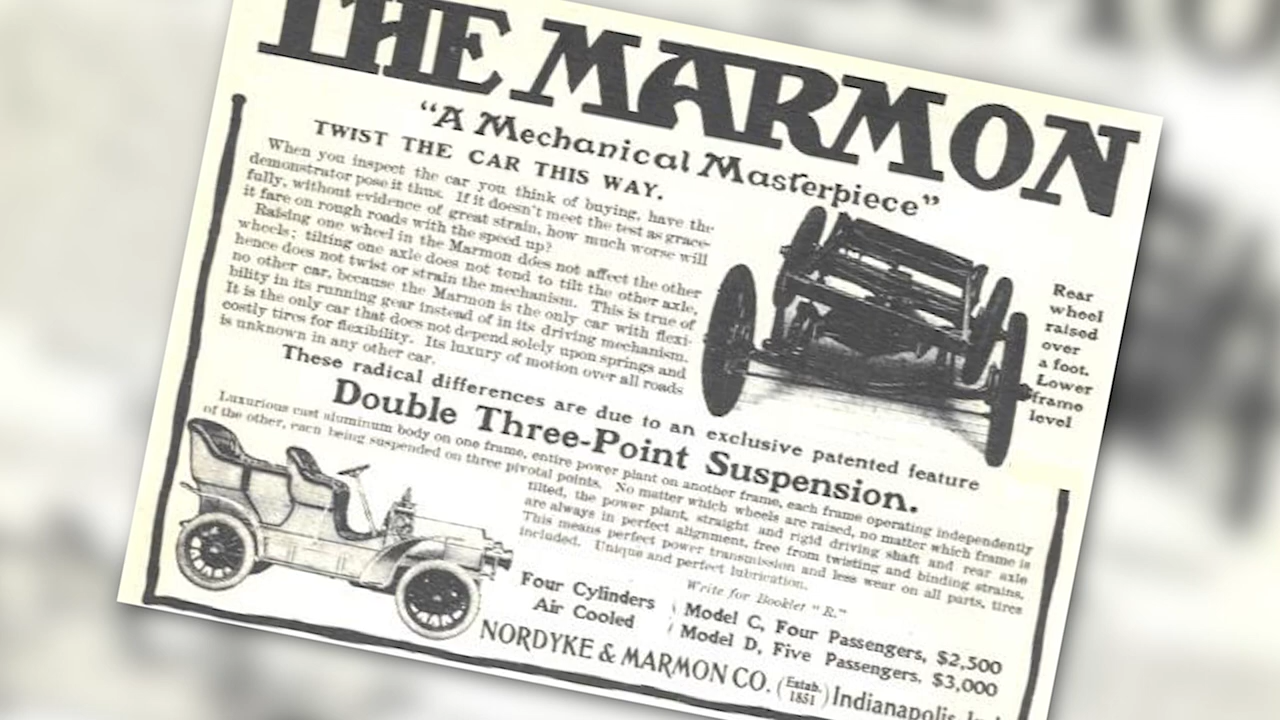 THE MARMON
“A Mechanical Masterpiece”
TWIST THE CAR THIS WAY.
When you inspect the car you think of buying, have the
demonstrator pose it thus. If it doesn't meet the test as grace-
fully, without evidence of great strain, how much worse will
it fare on rough roads with the speed up?
Raising one wheel in the Marmon does not affect the other
wheels; tilting one axle does not tend to tilt the other axle,
hence does not twist or strain the mechanism. This is true of
no other car, because the Marmon is the only car with flexi-
bility in its running gear instead of in its driving mechanism.
It is the only car that does not depend solely upon springs and
costly tires for flexibility. Its luxury of motion over all roads
is unknown in any other car.
Rear
wheel
raised
over
a foot.
Lower
frame
level
These radical differences are due to an exclusive patented feature
Double Three-Point Suspension.
Luxurious cast aluminum body on one frame, entire power plant on another frame, each frame operating independently
of the other, each being suspended on three pivotal points. No matter which wheels are raised, no matter which frame is
tilted, the power plant, straight and rigid driving shaft and rear axle
are always in perfect alignment, free from twisting and binding strains.
This means perfect power transmission and less wear on all parts, tires
included. Unique and perfect lubrication.
Write for Booklet “R.”
Four Cylinders
Air Cooled
Model C, Four Passengers, $2,500
Model D, Five Passengers, $3,000
NORDYKE & MARMON CO. (Estab. 1851) Indianapolis, Ind